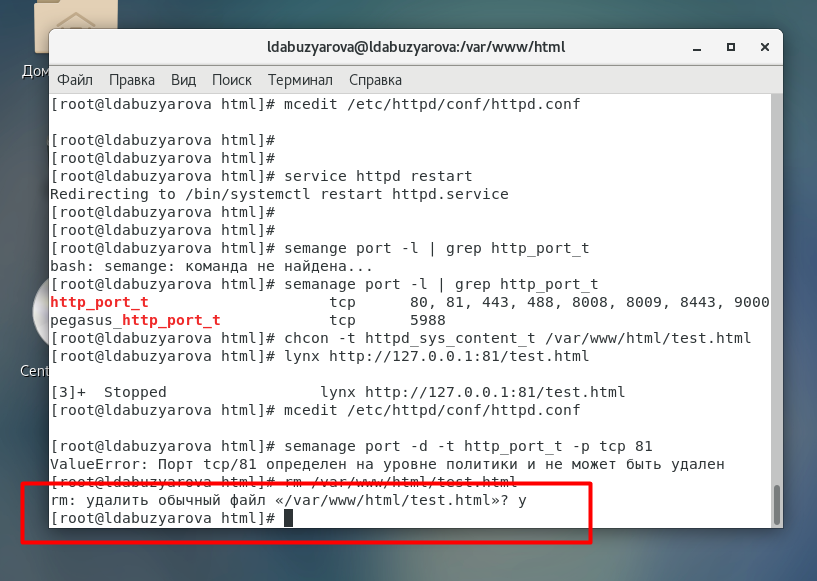 ldabuzyarova@ldabuzyarova:/var/www/html
Файл Правка Вид Поиск Терминал Справка
[root@ldabuzyarova html]# mcedit /etc/httpd/conf/httpd.conf
[root@ldabuzyarova html]#
[root@ldabuzyarova html]#
[root@ldabuzyarova html]# service httpd restart
Redirecting to /bin/systemctl restart httpd.service
[root@ldabuzyarova html]#
[root@ldabuzyarova html]#
[root@ldabuzyarova html]# semange port -l | grep http_port_t
bash: semange: команда не найдена...
[root@ldabuzyarova html]# semanage port -l | grep http_port_t
http_port_t tcp 80, 81, 443, 488, 8008, 8009, 8443, 9000
pegasus_http_port_t tcp 5988
[root@ldabuzyarova html]# chcon -t httpd_sys_content_t /var/www/html/test.html
[root@ldabuzyarova html]# lynx http://127.0.0.1:81/test.html
[3]+ Stopped lynx http://127.0.0.1:81/test.html
[root@ldabuzyarova html]# mcedit /etc/httpd/conf/httpd.conf
[root@ldabuzyarova html]# semanage port -d -t http_port_t -p tcp 81
ValueError: Порт tcp/81 определен на уровне политики и не может быть удален
[root@ldabuzyarova html]# rm /var/www/html/test.html
rm: удалить обычный файл «/var/www/html/test.html»? y
[root@ldabuzyarova html]#
Дом
Cent